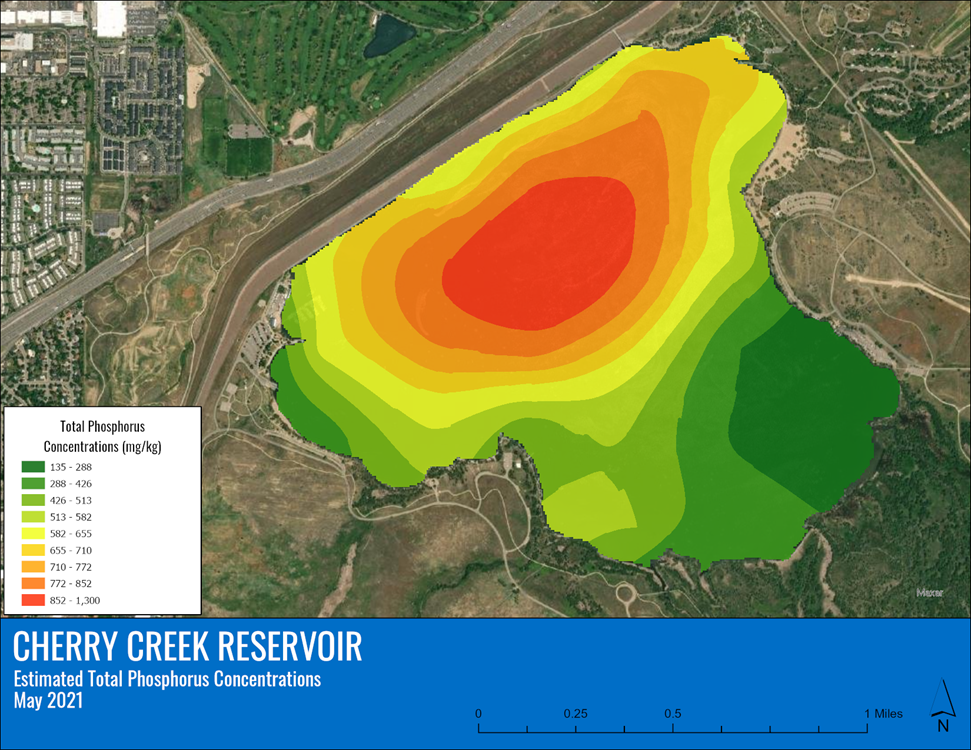 Total Phosphorus
Concentrations (mg/kg)
135 - 288
288 - 426
426 - 513
513 - 582
582 - 655
655 - 710
710 - 772
772 - 852
852 - 1,300
Maxar
CHERRY CREEK RESERVOIR
Estimated Total Phosphorus Concentrations
May 2021
0 0.25 0.5 1 Miles
N